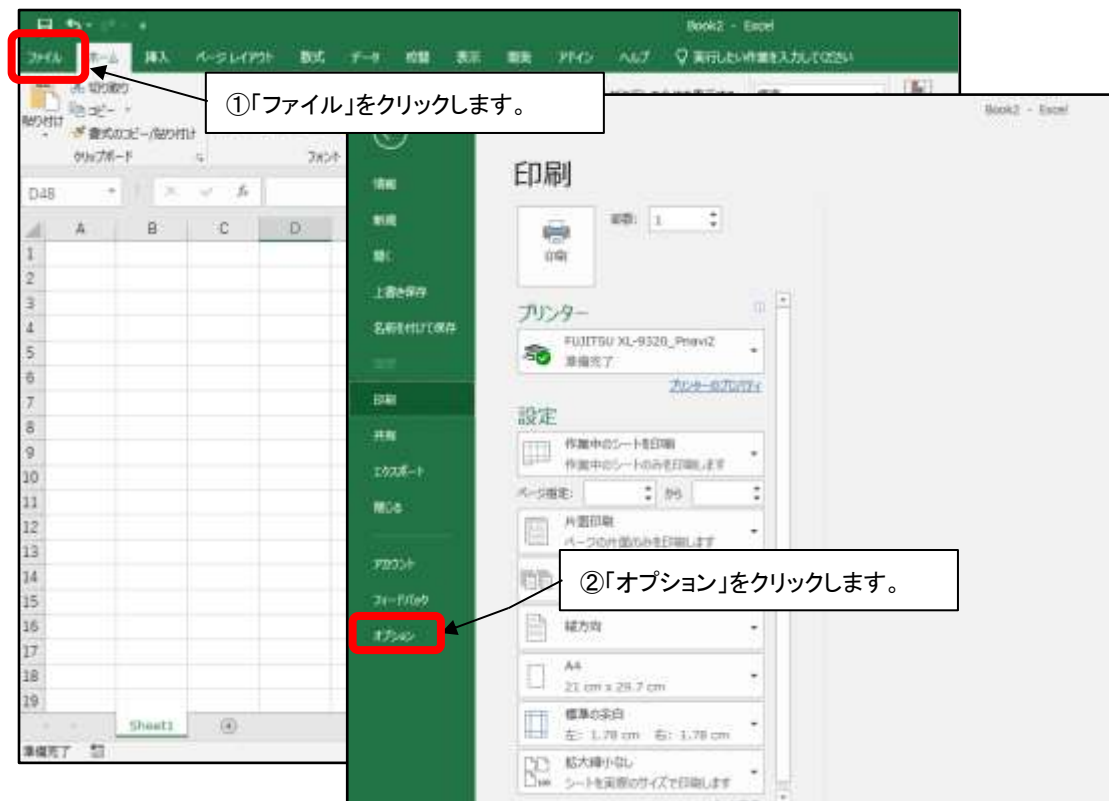 Book2 - Excel
ファイル ホーム 挿入 ページ レイアウト 数式 データ 校閲 表示 開発 アドイン ヘルプ 実行したい作業を入力してください
①「ファイル」をクリックします。
切り取り
コピー
貼り付け
書式のコピー/貼り付け
クリップボード
フォント
D48
A B C D
1
2
3
4
5
6
7
8
9
10
11
12
13
14
15
16
17
18
19
Sheet1
準備完了
Book2 - Excel
情報
新規
開く
上書き保存
名前を付けて保存
印刷
共有
エクスポート
閉じる
アカウント
フィードバック
オプション
印刷
部数: 1
印刷
プリンター
FUJITSU XL-9320_Pnavi2
準備完了
プリンターのプロパティ
設定
作業中のシートを印刷
作業中のシートのみを印刷します
ページ指定: から
片面印刷
ページの片面のみを印刷します
②「オプション」をクリックします。
縦方向
A4
21 cm x 29.7 cm
標準の余白
左: 1.78 cm 右: 1.78 cm
拡大縮小なし
シートを実際のサイズで印刷します